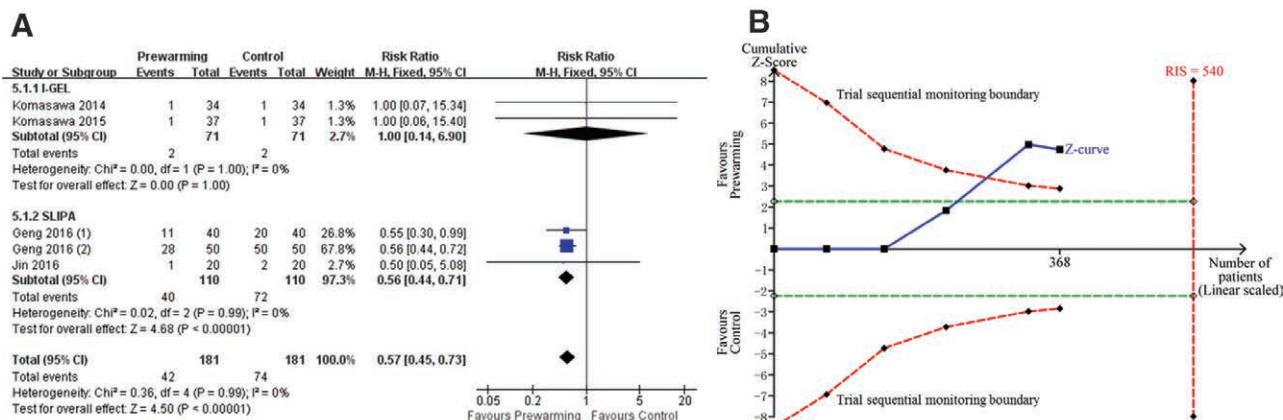 A
Prewarming Control Risk Ratio Risk Ratio
Study or Subgroup Events Total Events Total Weight M-H, Fixed, 95% CI M-H, Fixed, 95% CI
5.1.1 I-GEL
Komasawa 2014 1 34 1 34 1.3% 1.00 [0.07, 15.34]
Komasawa 2015 1 37 1 37 1.3% 1.00 [0.06, 15.40]
Subtotal (95% CI) 71 71 2.7% 1.00 [0.14, 6.90]
Total events 2 2
Heterogeneity: Chi² = 0.00, df = 1 (P = 1.00); I² = 0%
Test for overall effect: Z = 0.00 (P = 1.00)
5.1.2 SLIPA
Geng 2016 (1) 11 40 20 40 26.8% 0.55 [0.30, 0.99]
Geng 2016 (2) 28 50 50 50 67.8% 0.56 [0.44, 0.72]
Jin 2016 1 20 2 20 2.7% 0.50 [0.05, 5.08]
Subtotal (95% CI) 110 110 97.3% 0.56 [0.44, 0.71]
Total events 40 72
Heterogeneity: Chi² = 0.02, df = 2 (P = 0.99); I² = 0%
Test for overall effect: Z = 4.68 (P < 0.00001)
Total (95% CI) 181 181 100.0% 0.57 [0.45, 0.73]
Total events 42 74
Heterogeneity: Chi² = 0.36, df = 4 (P = 0.99); I² = 0%
Test for overall effect: Z = 4.50 (P < 0.00001)
0.05 0.2 1 5 20
Favours Prewarming Favours Control
B
Cumulative
Z-Score
RIS = 540
8
7
6
5
4
3
2
1
-1
-2
-3
-4
-5
-6
-7
-8
Favours
Prewarming
Favours
Control
Trial sequential monitoring boundary
Z-curve
368
Number of
patients
(Linear scaled)
Trial sequential monitoring boundary